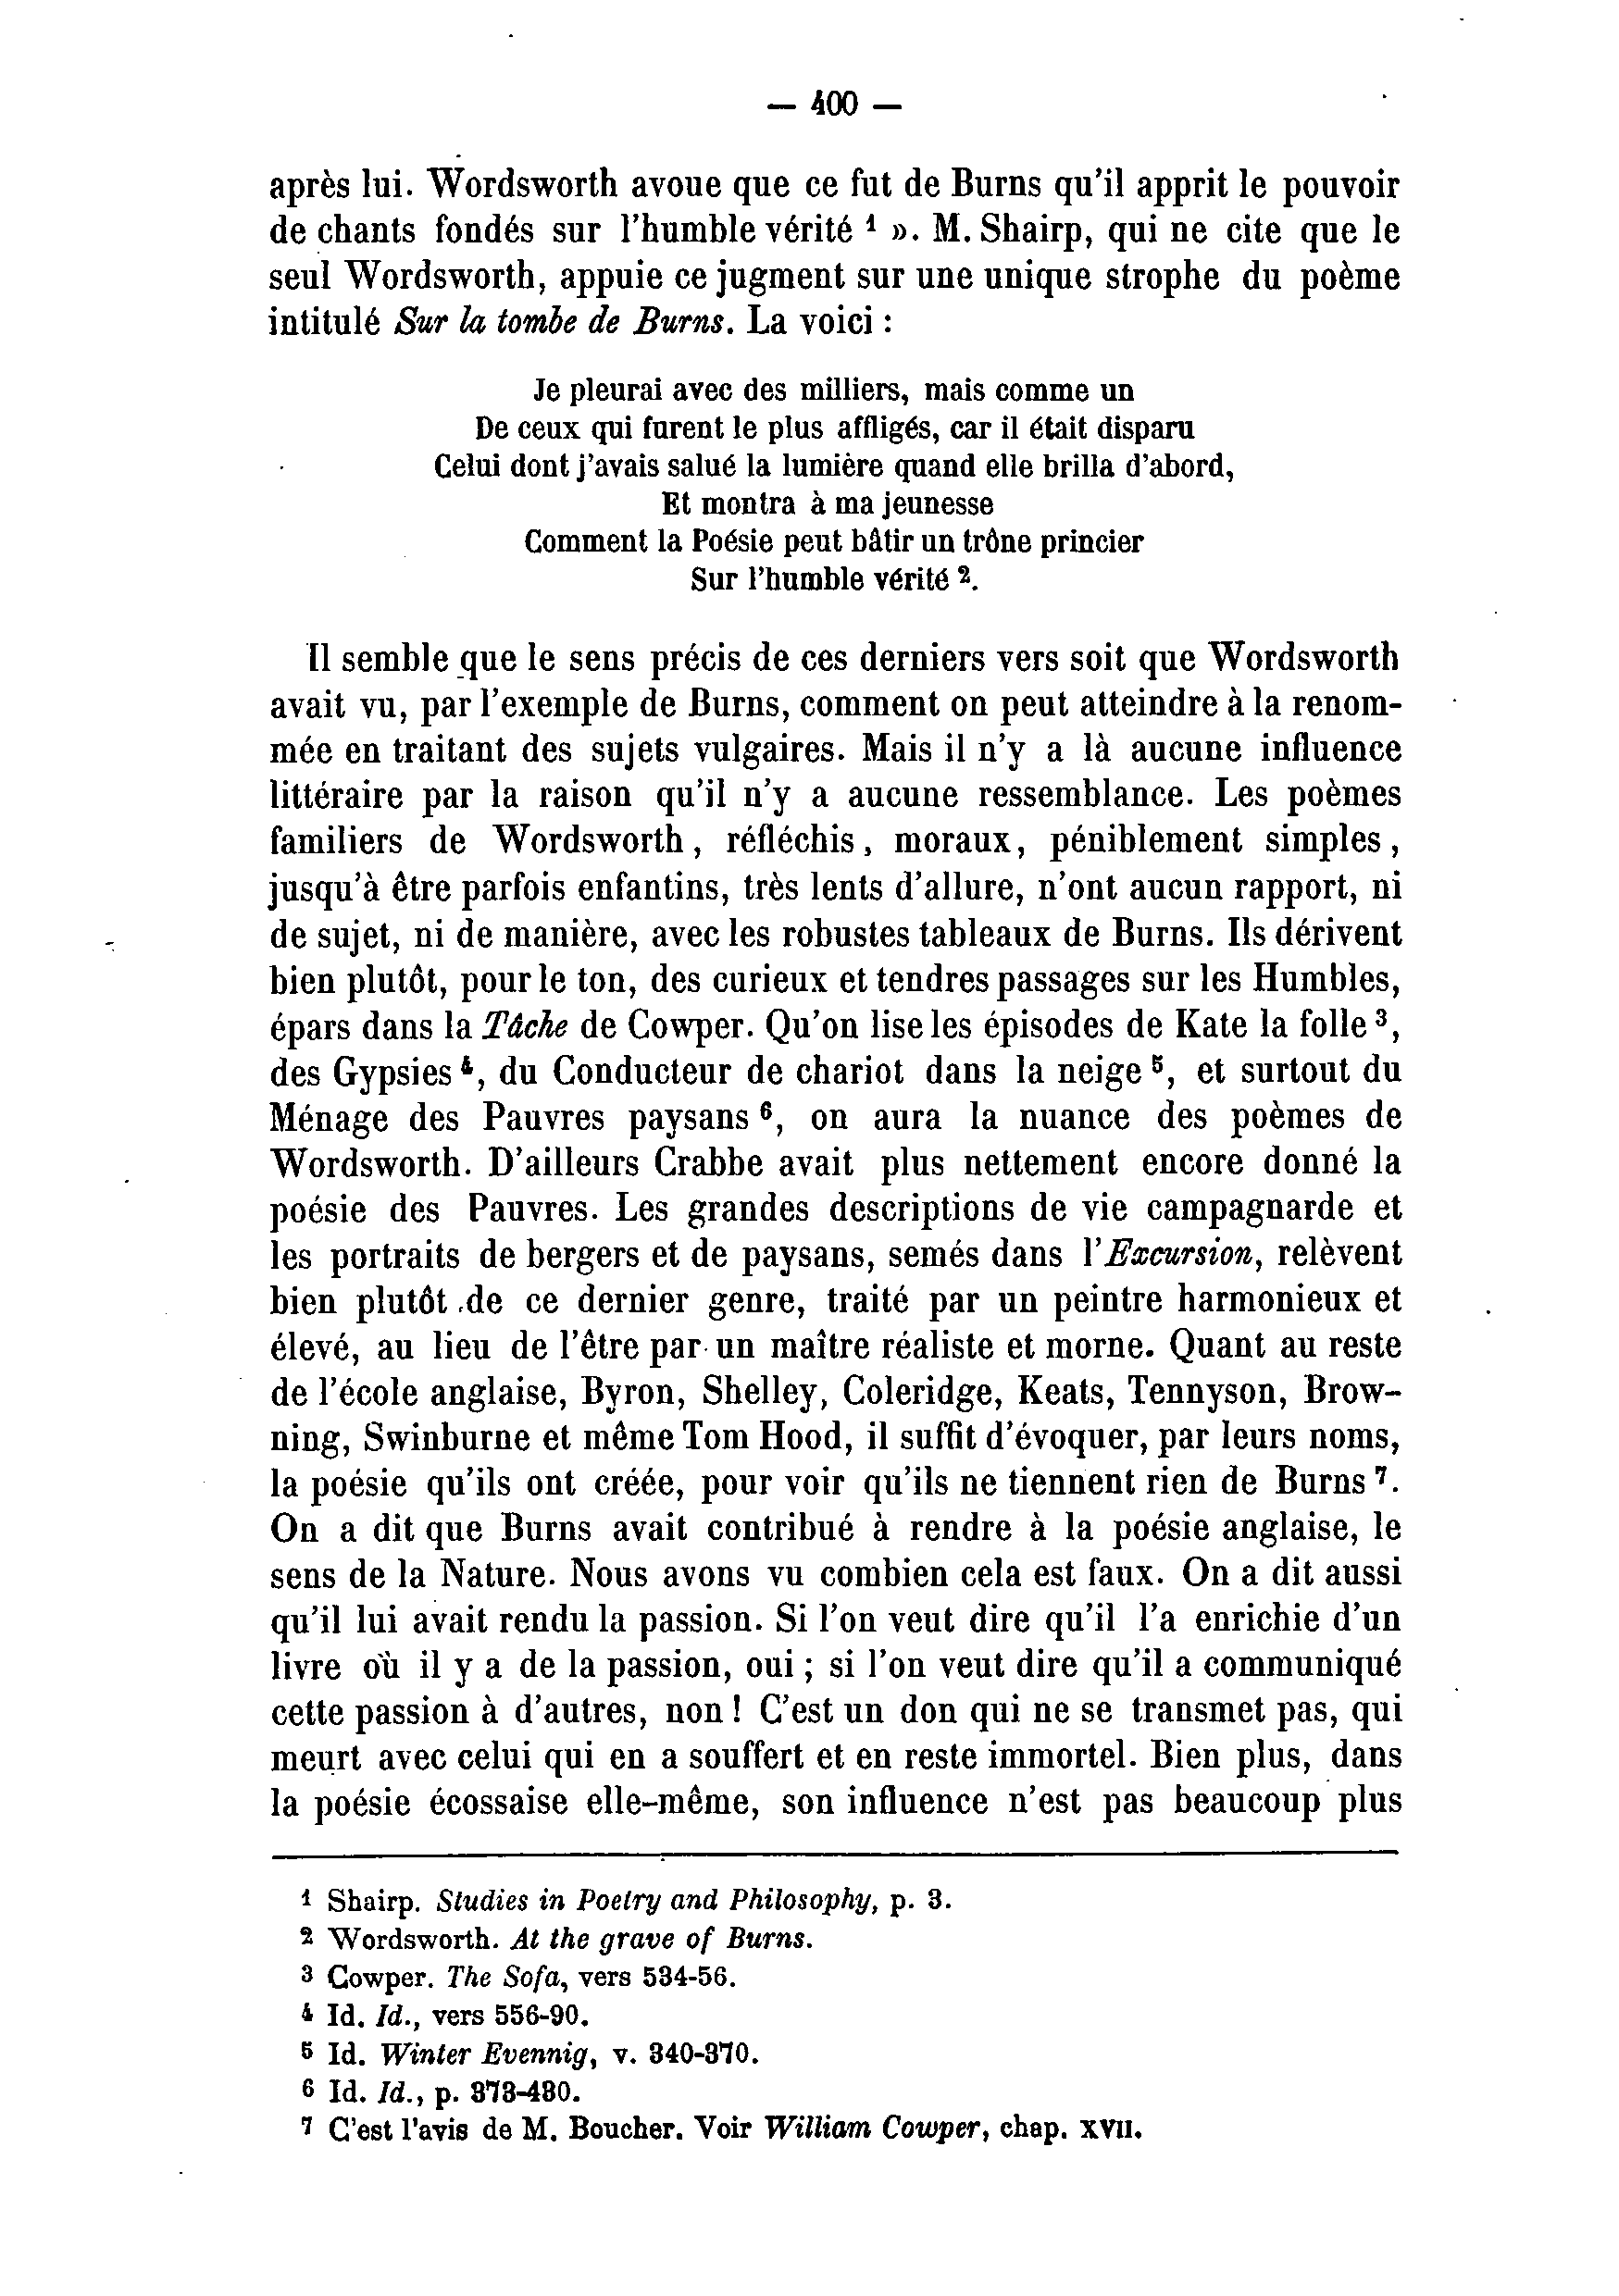 — 400 —
après lui. Wordsworth avoue que ce fut de Burns qu'il apprit le pouvoir
de chants fondés sur l'humble vérité ¹ ». M. Shairp, qui ne cite que le
seul Wordsworth, appuie ce jugment sur une unique strophe du poème
intitulé Sur la tombe de Burns. La voici :
Je pleurai avec des milliers, mais comme un
De ceux qui furent le plus affligés, car il était disparu
Celui dont j'avais salué la lumière quand elle brilla d'abord,
Et montra à ma jeunesse
Comment la Poésie peut bâtir un trône princier
Sur l'humble vérité ².
Il semble que le sens précis de ces derniers vers soit que Wordsworth
avait vu, par l'exemple de Burns, comment on peut atteindre à la renom-
mée en traitant des sujets vulgaires. Mais il n'y a là aucune influence
littéraire par la raison qu'il n'y a aucune ressemblance. Les poèmes
familiers de Wordsworth, réfléchis, moraux, péniblement simples,
jusqu'à être parfois enfantins, très lents d'allure, n'ont aucun rapport, ni
de sujet, ni de manière, avec les robustes tableaux de Burns. Ils dérivent
bien plutôt, pour le ton, des curieux et tendres passages sur les Humbles,
épars dans la Tâche de Cowper. Qu'on lise les épisodes de Kate la folle ³,
des Gypsies ⁴, du Conducteur de chariot dans la neige ⁵, et surtout du
Ménage des Pauvres paysans ⁶, on aura la nuance des poèmes de
Wordsworth. D'ailleurs Crabbe avait plus nettement encore donné la
poésie des Pauvres. Les grandes descriptions de vie campagnarde et
les portraits de bergers et de paysans, semés dans l'Excursion, relèvent
bien plutôt de ce dernier genre, traité par un peintre harmonieux et
élevé, au lieu de l'être par un maître réaliste et morne. Quant au reste
de l'école anglaise, Byron, Shelley, Coleridge, Keats, Tennyson, Brow-
ning, Swinburne et même Tom Hood, il suffit d'évoquer, par leurs noms,
la poésie qu'ils ont créée, pour voir qu'ils ne tiennent rien de Burns ⁷.
On a dit que Burns avait contribué à rendre à la poésie anglaise, le
sens de la Nature. Nous avons vu combien cela est faux. On a dit aussi
qu'il lui avait rendu la passion. Si l'on veut dire qu'il l'a enrichie d'un
livre où il y a de la passion, oui ; si l'on veut dire qu'il a communiqué
cette passion à d'autres, non ! C'est un don qui ne se transmet pas, qui
meurt avec celui qui en a souffert et en reste immortel. Bien plus, dans
la poésie écossaise elle-même, son influence n'est pas beaucoup plus
¹ Shairp. Studies in Poetry and Philosophy, p. 3.
² Wordsworth. At the grave of Burns.
³ Cowper. The Sofa, vers 534-56.
⁴ Id. Id., vers 556-90.
⁵ Id. Winter Evennig, v. 340-370.
⁶ Id. Id., p. 373-480.
⁷ C'est l'avis de M. Boucher. Voir William Cowper, chap. XVII.